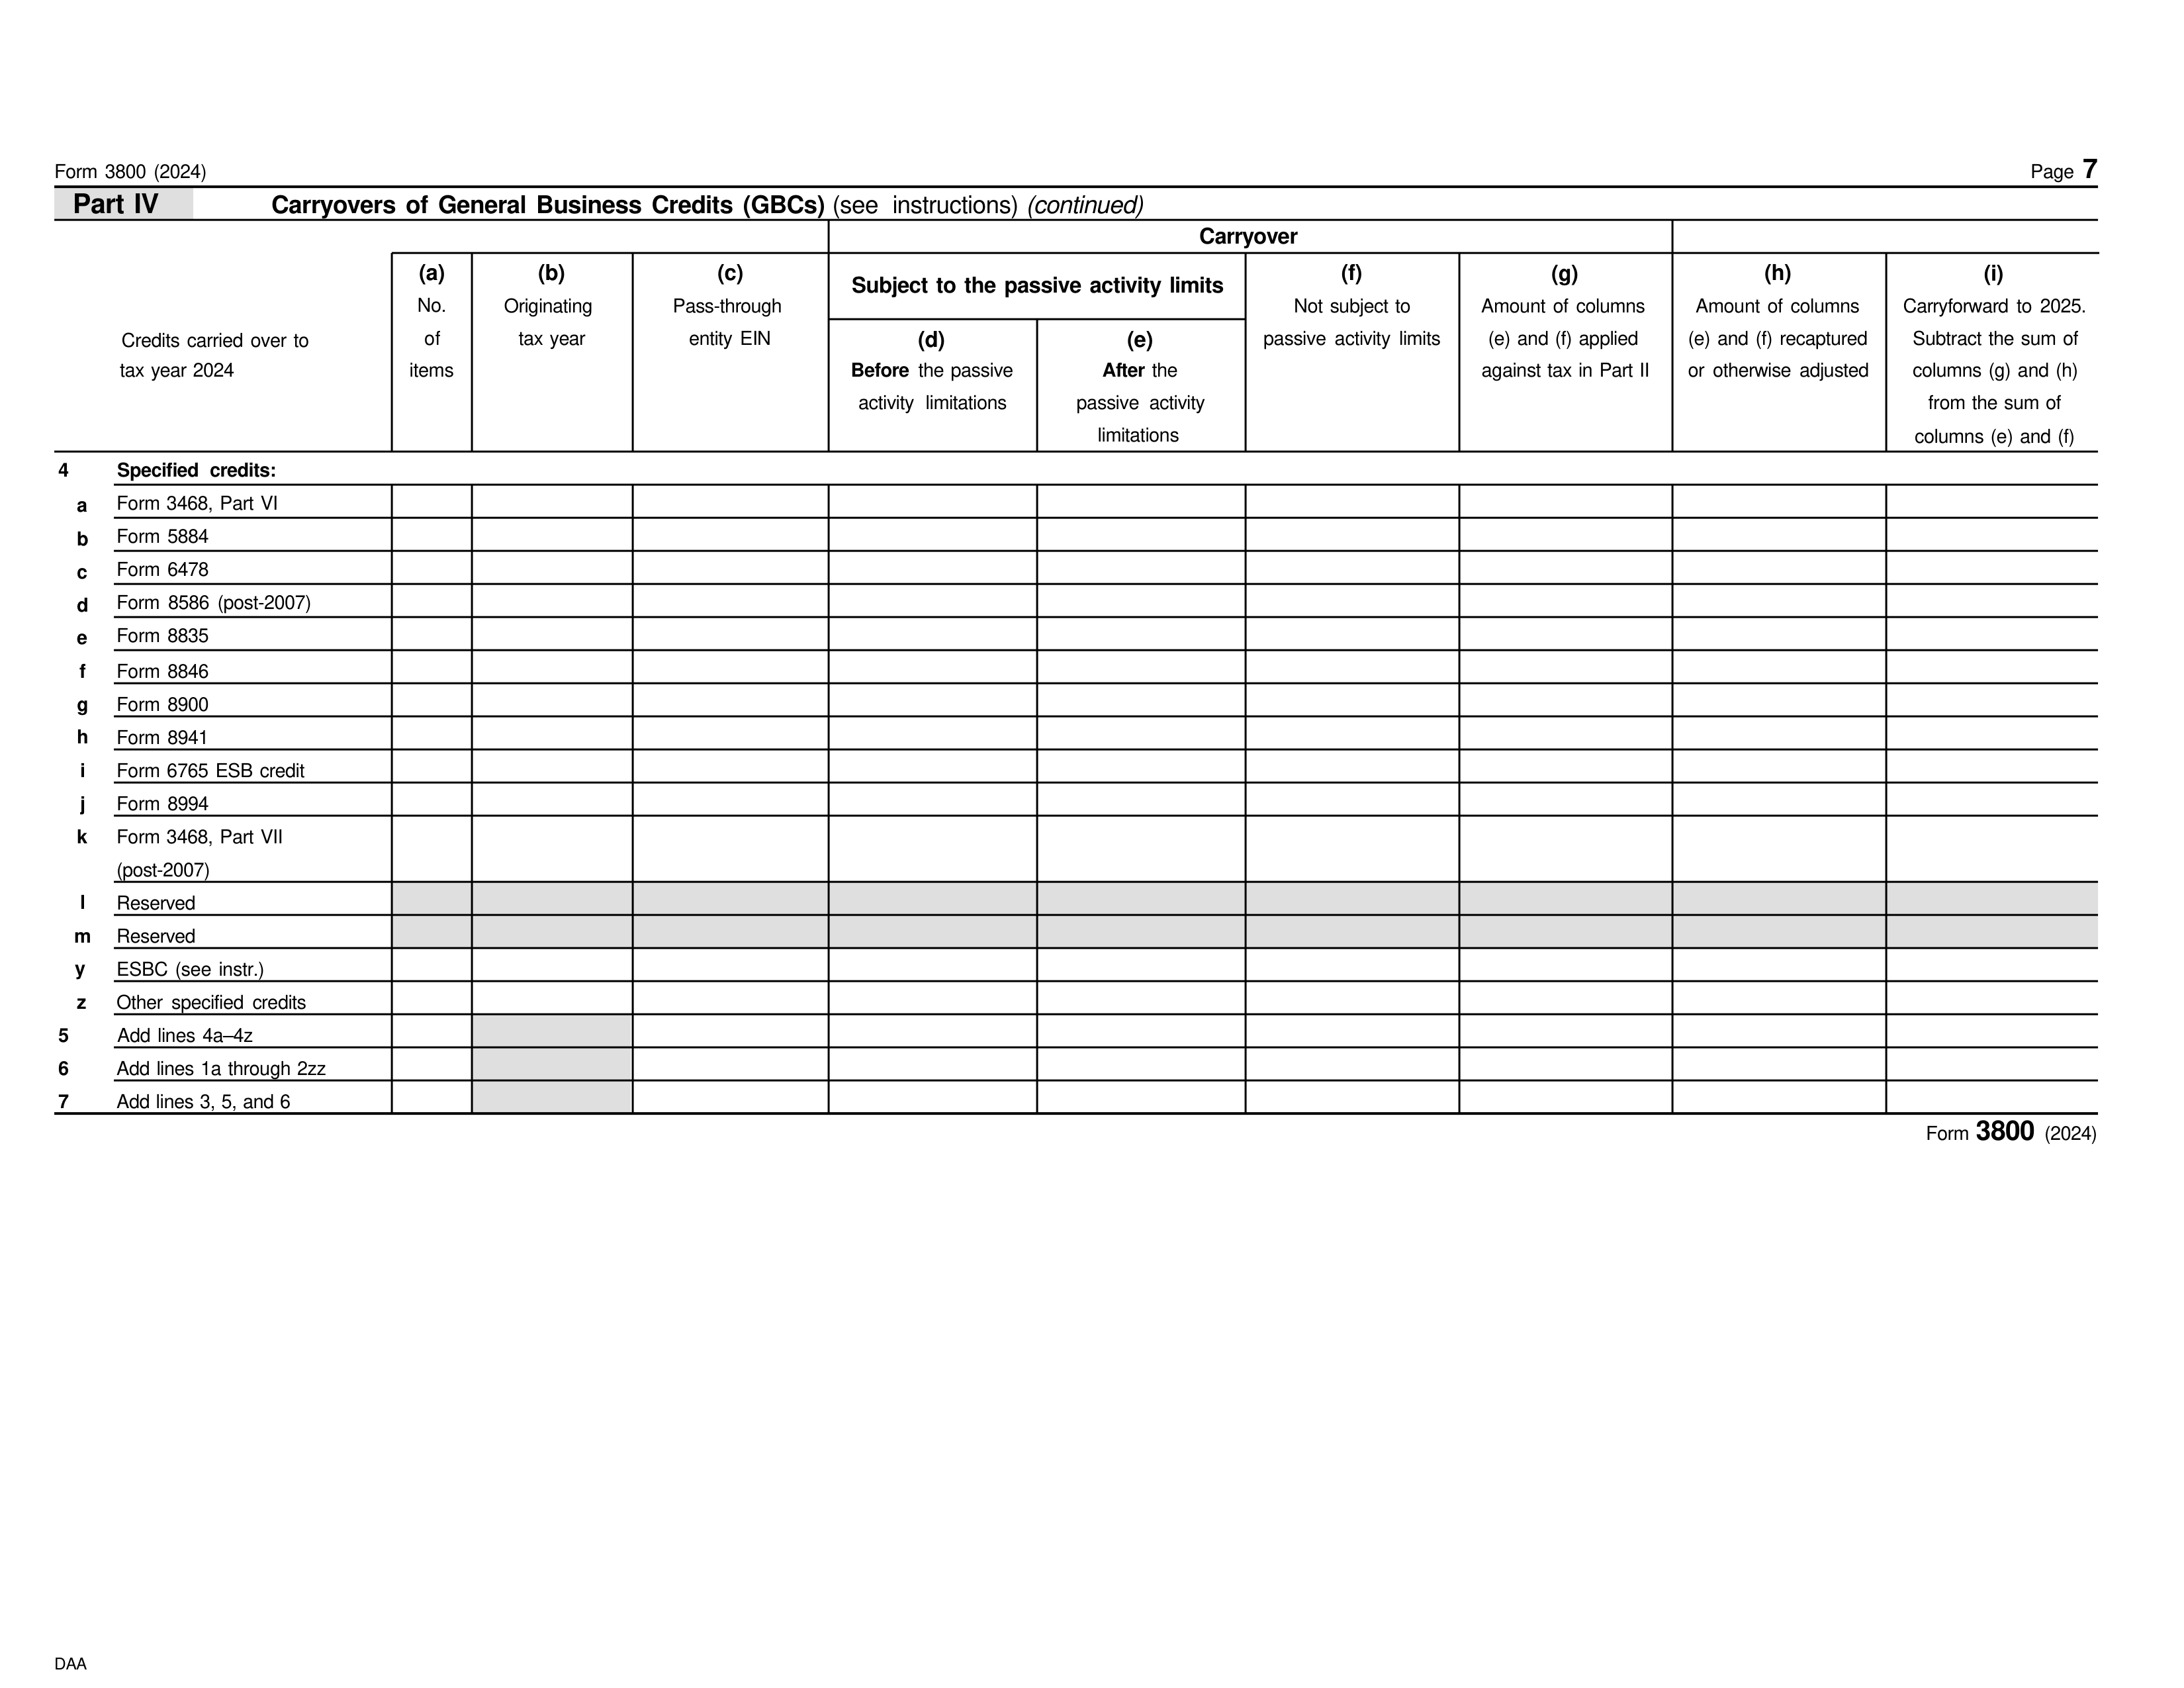 Form 3800 (2024) Page 7
Part IV Carryovers of General Business Credits (GBCs) (see instructions) (continued)
Carryover
Credits carried over to
tax year 2024
(a)
No.
of
items
(b)
Originating
tax year
(c)
Pass-through
entity EIN
Subject to the passive activity limits
(d)
Before the passive
activity limitations
(e)
After the
passive activity
limitations
(f)
Not subject to
passive activity limits
(g)
Amount of columns
(e) and (f) applied
against tax in Part II
(h)
Amount of columns
(e) and (f) recaptured
or otherwise adjusted
(i)
Carryforward to 2025.
Subtract the sum of
columns (g) and (h)
from the sum of
columns (e) and (f)
4 Specified credits:
a Form 3468, Part VI
b Form 5884
c Form 6478
d Form 8586 (post-2007)
e Form 8835
f Form 8846
g Form 8900
h Form 8941
i Form 6765 ESB credit
j Form 8994
k Form 3468, Part VII
(post-2007)
l Reserved
m Reserved
y ESBC (see instr.)
z Other specified credits
5 Add lines 4a–4z
6 Add lines 1a through 2zz
7 Add lines 3, 5, and 6
Form 3800 (2024)
DAA